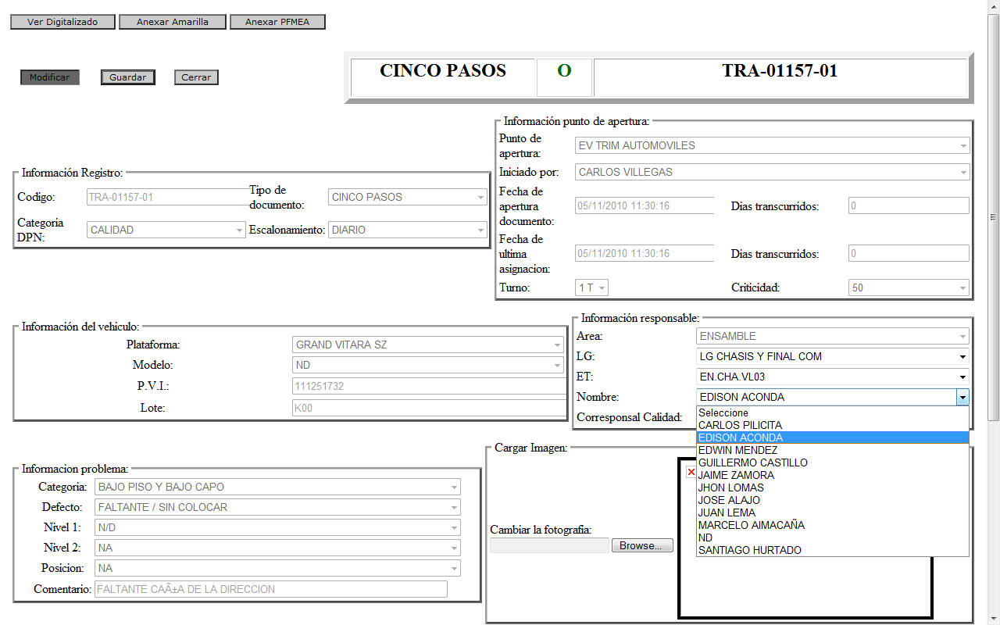 Ver Digitalizado Anexar Amarilla Anexar PFMEA
Modificar Guardar Cerrar
CINCO PASOS O TRA-01157-01
Información punto de apertura:
Punto de apertura: EV TRIM AUTOMOVILES
Iniciado por: CARLOS VILLEGAS
Fecha de apertura documento: 05/11/2010 11:30:16 Dias transcurridos: 0
Fecha de ultima asignacion: 05/11/2010 11:30:16 Dias transcurridos: 0
Turno: 1 T Criticidad: 50
Información Registro:
Codigo: TRA-01157-01 Tipo de documento: CINCO PASOS
Categoria DPN: CALIDAD Escalonamiento: DIARIO
Información del vehiculo:
Plataforma: GRAND VITARA SZ
Modelo: ND
P.V.I.: 111251732
Lote: K00
Información responsable:
Area: ENSAMBLE
LG: LG CHASIS Y FINAL COM
ET: EN.CHA.VL03
Nombre: EDISON ACONDA
Corresponsal Calidad:
Seleccione
CARLOS PILICITA
EDISON ACONDA
EDWIN MENDEZ
GUILLERMO CASTILLO
JAIME ZAMORA
JHON LOMAS
JOSE ALAJO
JUAN LEMA
MARCELO AIMACAÑA
ND
SANTIAGO HURTADO
Informacion problema:
Categoria: BAJO PISO Y BAJO CAPO
Defecto: FALTANTE / SIN COLOCAR
Nivel 1: N/D
Nivel 2: NA
Posicion: NA
Comentario: FALTANTE CAÃ±A DE LA DIRECCION
Cargar Imagen:
Cambiar la fotografia:
Browse...